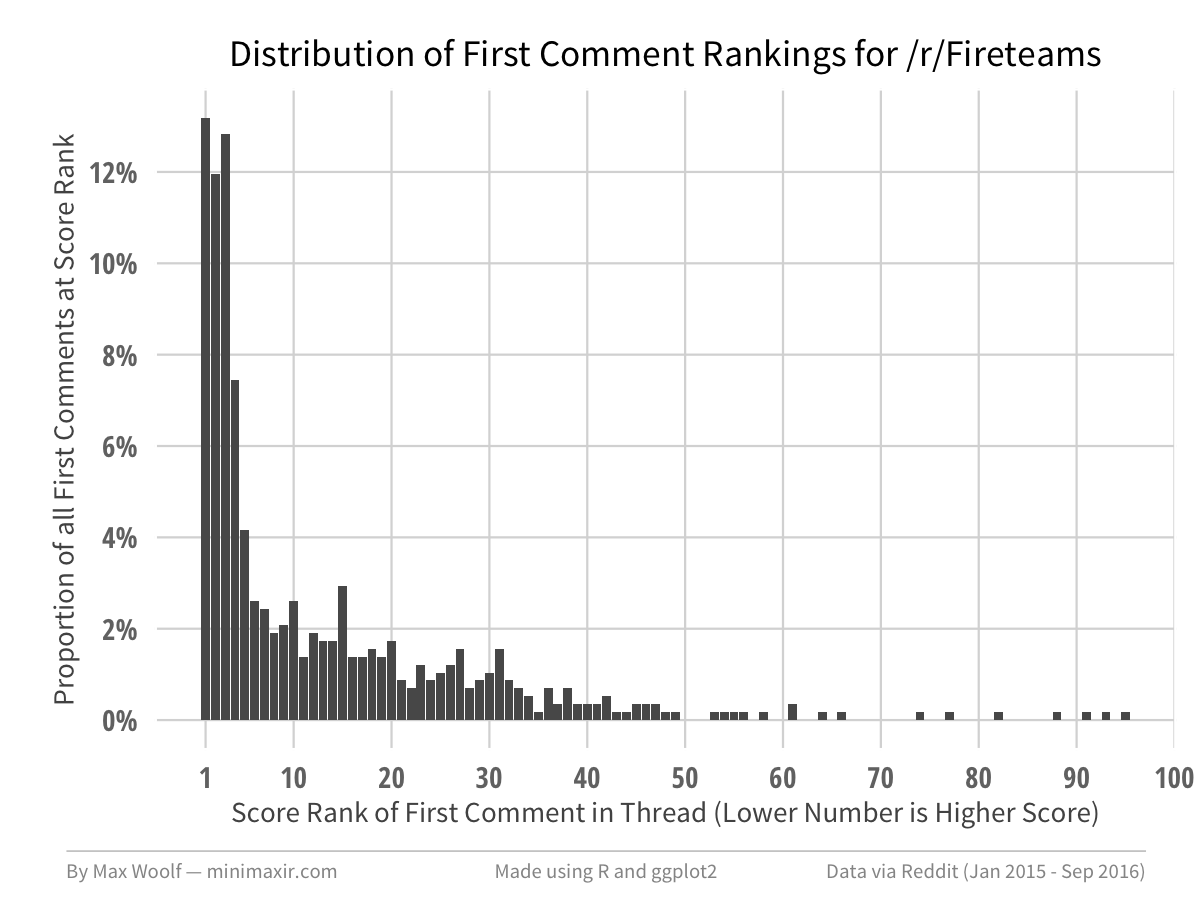 Distribution of First Comment Rankings for /r/Fireteams
Proportion of all First Comments at Score Rank
12%
10%
8%
6%
4%
2%
0%
1 10 20 30 40 50 60 70 80 90 100
Score Rank of First Comment in Thread (Lower Number is Higher Score)
By Max Woolf — minimaxir.com Made using R and ggplot2 Data via Reddit (Jan 2015 - Sep 2016)